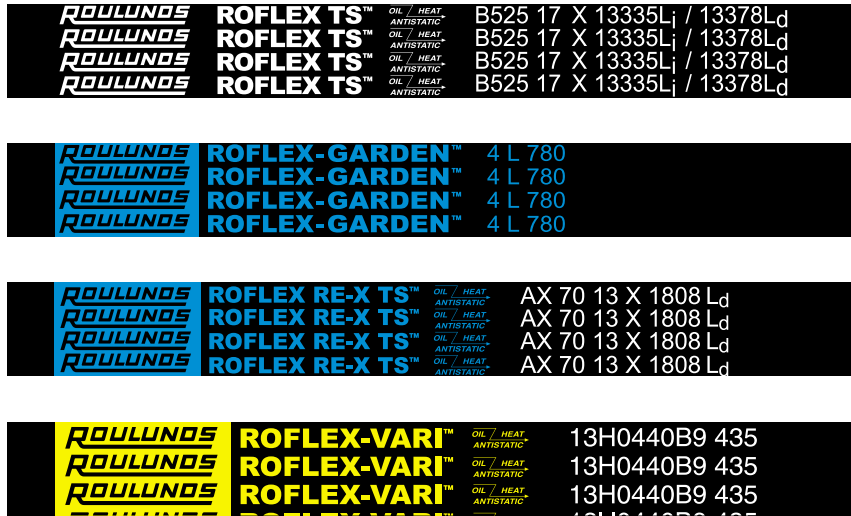 ROULUNDS ROFLEX TS™ OIL HEAT ANTISTATIC B525 17 X 13335Li / 13378Ld
ROULUNDS ROFLEX TS™ OIL HEAT ANTISTATIC B525 17 X 13335Li / 13378Ld
ROULUNDS ROFLEX TS™ OIL HEAT ANTISTATIC B525 17 X 13335Li / 13378Ld
ROULUNDS ROFLEX TS™ OIL HEAT ANTISTATIC B525 17 X 13335Li / 13378Ld
ROULUNDS ROFLEX-GARDEN™ 4 L 780
ROULUNDS ROFLEX-GARDEN™ 4 L 780
ROULUNDS ROFLEX-GARDEN™ 4 L 780
ROULUNDS ROFLEX-GARDEN™ 4 L 780
ROULUNDS ROFLEX RE-X TS™ OIL HEAT ANTISTATIC AX 70 13 X 1808 Ld
ROULUNDS ROFLEX RE-X TS™ OIL HEAT ANTISTATIC AX 70 13 X 1808 Ld
ROULUNDS ROFLEX RE-X TS™ OIL HEAT ANTISTATIC AX 70 13 X 1808 Ld
ROULUNDS ROFLEX RE-X TS™ OIL HEAT ANTISTATIC AX 70 13 X 1808 Ld
ROULUNDS ROFLEX-VARI™ OIL HEAT ANTISTATIC 13H0440B9 435
ROULUNDS ROFLEX-VARI™ OIL HEAT ANTISTATIC 13H0440B9 435
ROULUNDS ROFLEX-VARI™ OIL HEAT ANTISTATIC 13H0440B9 435
ROULUNDS ROFLEX-VARI™ 13H0440B9 435